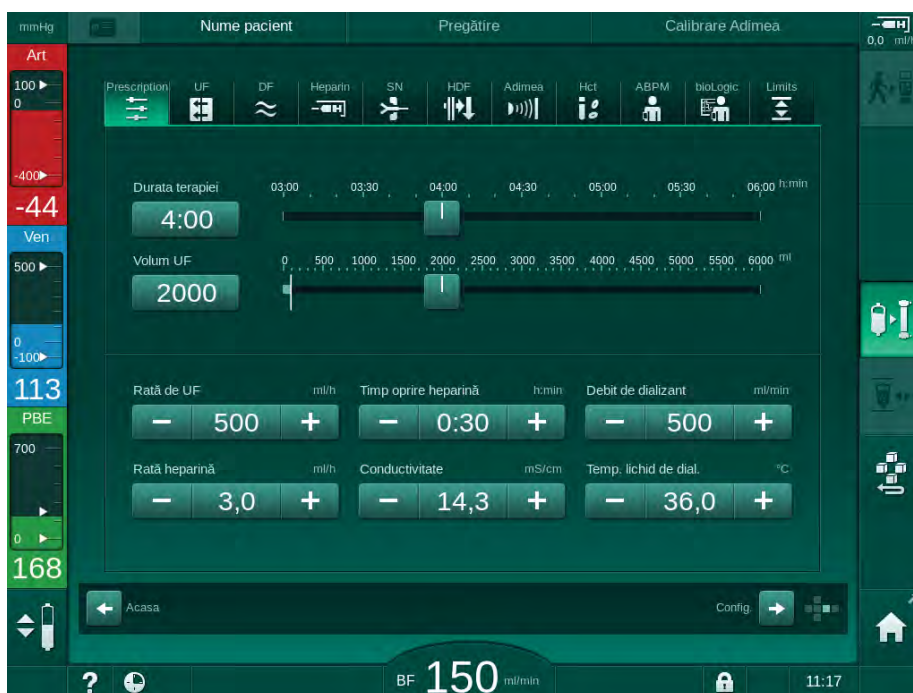 mmHg
Nume pacient
Pregătire
Calibrare Adimea
0,0 ml/h
Art
100
0
-400
-44
Ven
500
0
-100
113
PBE
700
0
168
Prescription UF DF Heparin SN HDF Adimea Hct ABPM bioLogic Limits
Durata terapiei
4:00
03:00 03:30 04:00 04:30 05:00 05:30 06:00 h:min
Volum UF
2000
0 500 1000 1500 2000 2500 3000 3500 4000 4500 5000 5500 6000 ml
Rată de UF ml/h Timp oprire heparină h:min Debit de dializant ml/min
− 500 + − 0:30 + − 500 +
Rată heparină ml/h Conductivitate mS/cm Temp. lichid de dial. °C
− 3,0 + − 14,3 + − 36,0 +
Acasa
Config.
? BF 150 ml/min 11:17